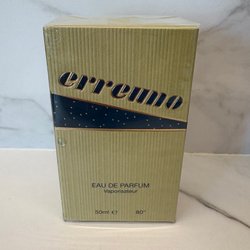 erreuno
EAU DE PARFUM
Vaporisateur
50ml ℮ 80°